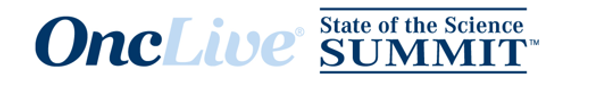 OncLive®
State of the Science
SUMMIT™